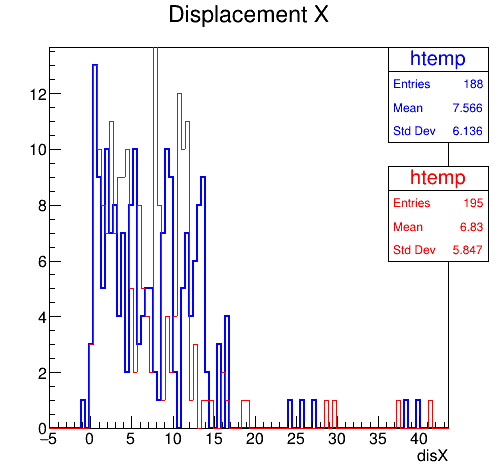 Displacement X
htemp
Entries 188
Mean 7.566
Std Dev 6.136
htemp
Entries 195
Mean 6.83
Std Dev 5.847
12
10
8
6
4
2
0
−5 0 5 10 15 20 25 30 35 40
disX